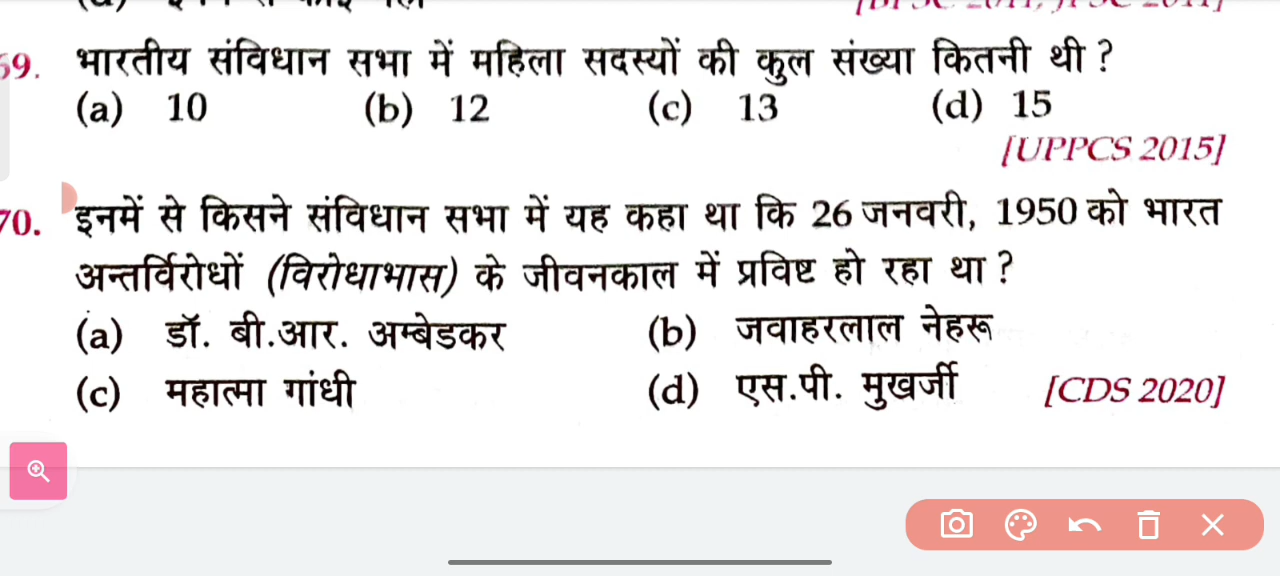 69. भारतीय संविधान सभा में महिला सदस्यों की कुल संख्या कितनी थी ?
(a) 10 (b) 12 (c) 13 (d) 15
[UPPCS 2015]
70. इनमें से किसने संविधान सभा में यह कहा था कि 26 जनवरी, 1950 को भारत
अन्तर्विरोधों (विरोधाभास) के जीवनकाल में प्रविष्ट हो रहा था ?
(a) डॉ. बी.आर. अम्बेडकर (b) जवाहरलाल नेहरू
(c) महात्मा गांधी (d) एस.पी. मुखर्जी [CDS 2020]